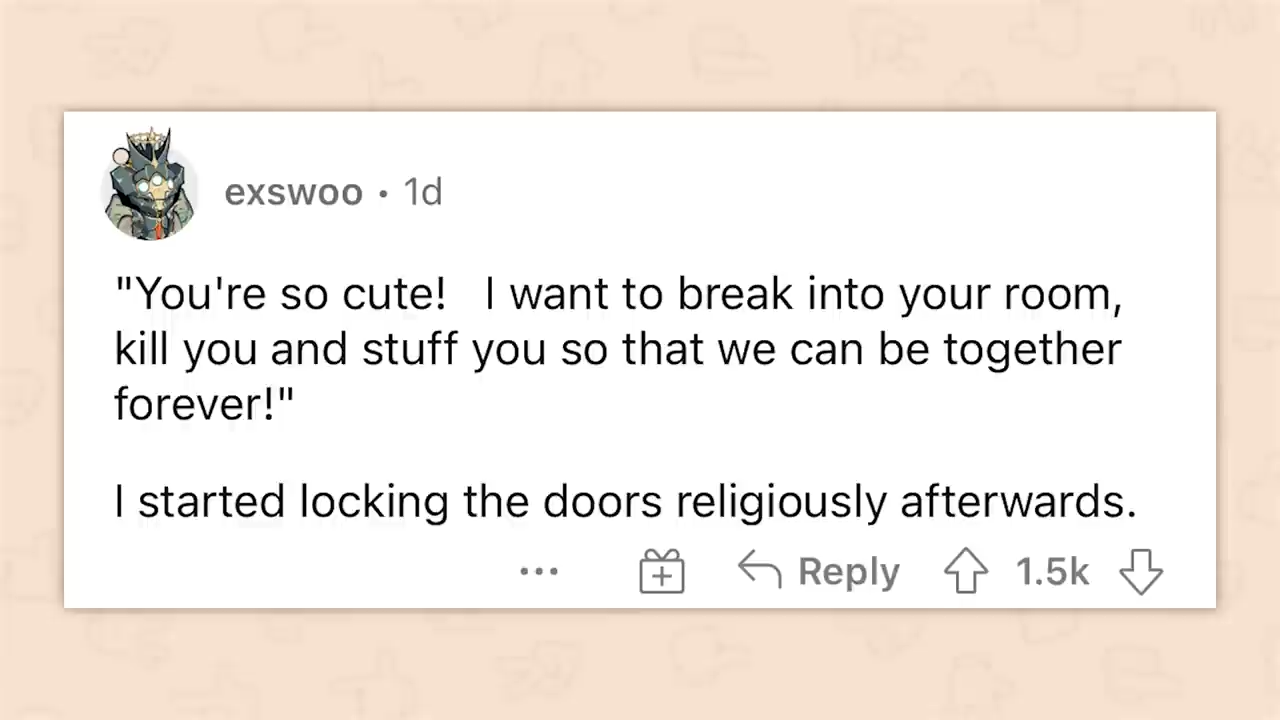 exswoo • 1d
"You're so cute!   I want to break into your room,
kill you and stuff you so that we can be together
forever!"
I started locking the doors religiously afterwards.
... Reply 1.5k